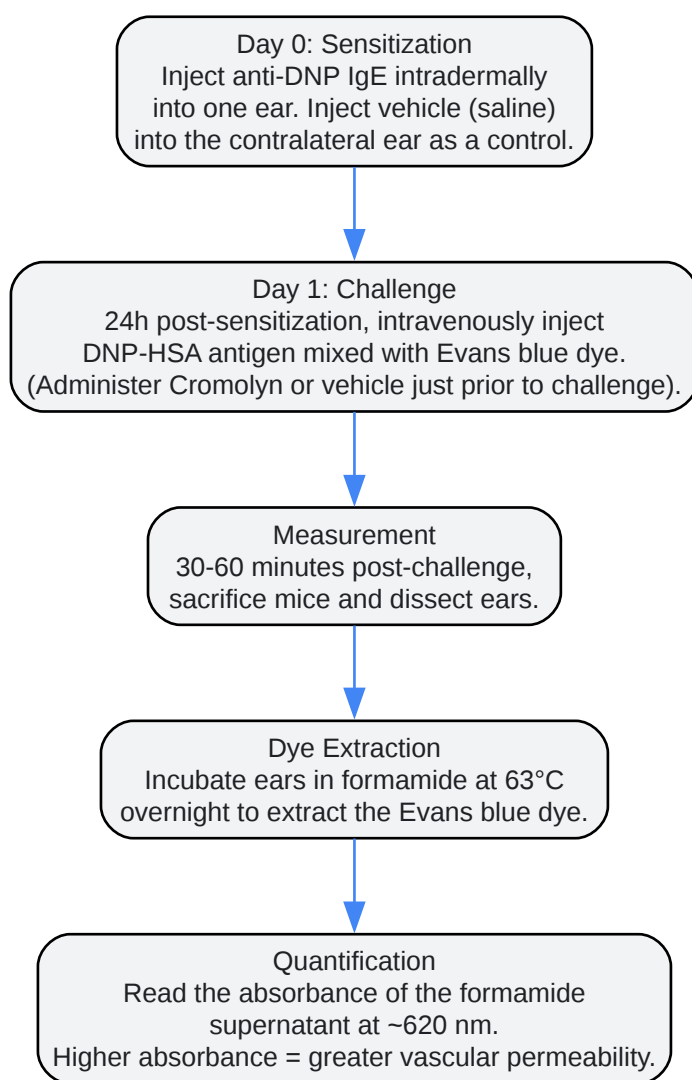 Day 0: Sensitization
Inject anti-DNP IgE intradermally
into one ear. Inject vehicle (saline)
into the contralateral ear as a control.
Day 1: Challenge
24h post-sensitization, intravenously inject
DNP-HSA antigen mixed with Evans blue dye.
(Administer Cromolyn or vehicle just prior to challenge).
Measurement
30-60 minutes post-challenge,
sacrifice mice and dissect ears.
Dye Extraction
Incubate ears in formamide at 63°C
overnight to extract the Evans blue dye.
Quantification
Read the absorbance of the formamide
supernatant at ~620 nm.
Higher absorbance = greater vascular permeability.